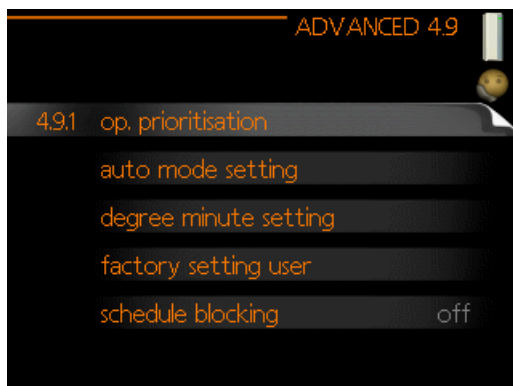 ADVANCED 4.9
4.9.1 op. prioritisation
auto mode setting
degree minute setting
factory setting user
schedule blocking off